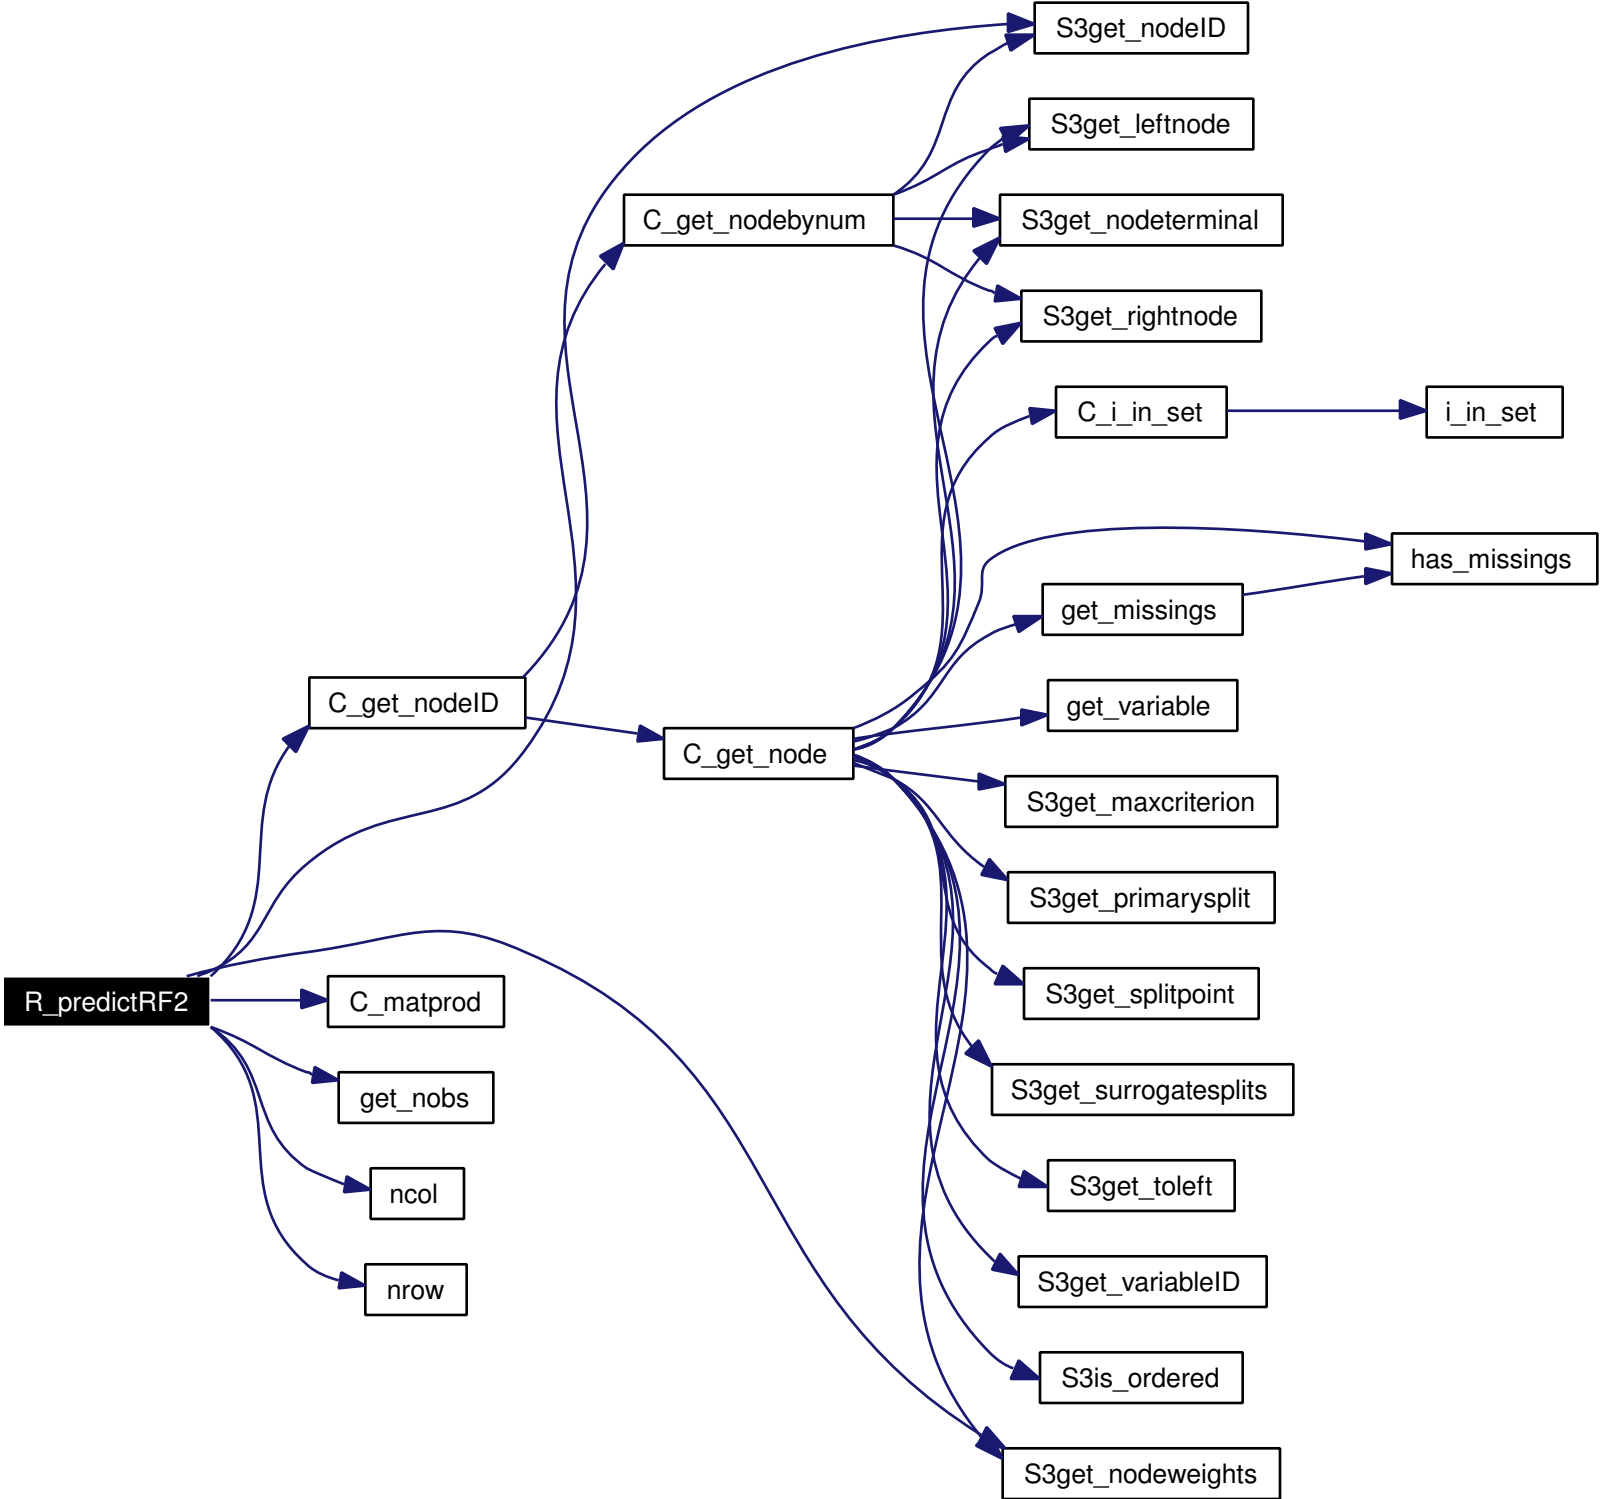 S3get_nodeID
S3get_leftnode
C_get_nodebynum
S3get_nodeterminal
S3get_rightnode
C_i_in_set
i_in_set
has_missings
get_missings
C_get_nodeID
get_variable
C_get_node
S3get_maxcriterion
S3get_primarysplit
R_predictRF2
C_matprod
S3get_splitpoint
get_nobs
S3get_surrogatesplits
ncol
S3get_toleft
nrow
S3get_variableID
S3is_ordered
S3get_nodeweights